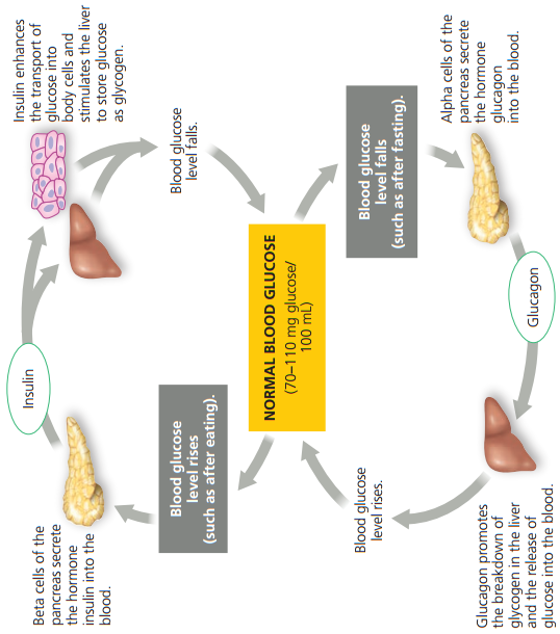 Insulin enhances
the transport of
glucose into
body cells and
stimulates the liver
to store glucose
as glycogen.
Insulin
Beta cells of the
pancreas secrete
the hormone
insulin into the
blood.
Blood glucose
level falls.
Blood glucose
level rises
(such as after eating).
NORMAL BLOOD GLUCOSE
(70–110 mg glucose/
100 mL)
Blood glucose
level falls
(such as after fasting).
Blood glucose
level rises.
Alpha cells of the
pancreas secrete
the hormone
glucagon
into the blood.
Glucagon
Glucagon promotes
the breakdown of
glycogen in the liver
and the release of
glucose into the blood.